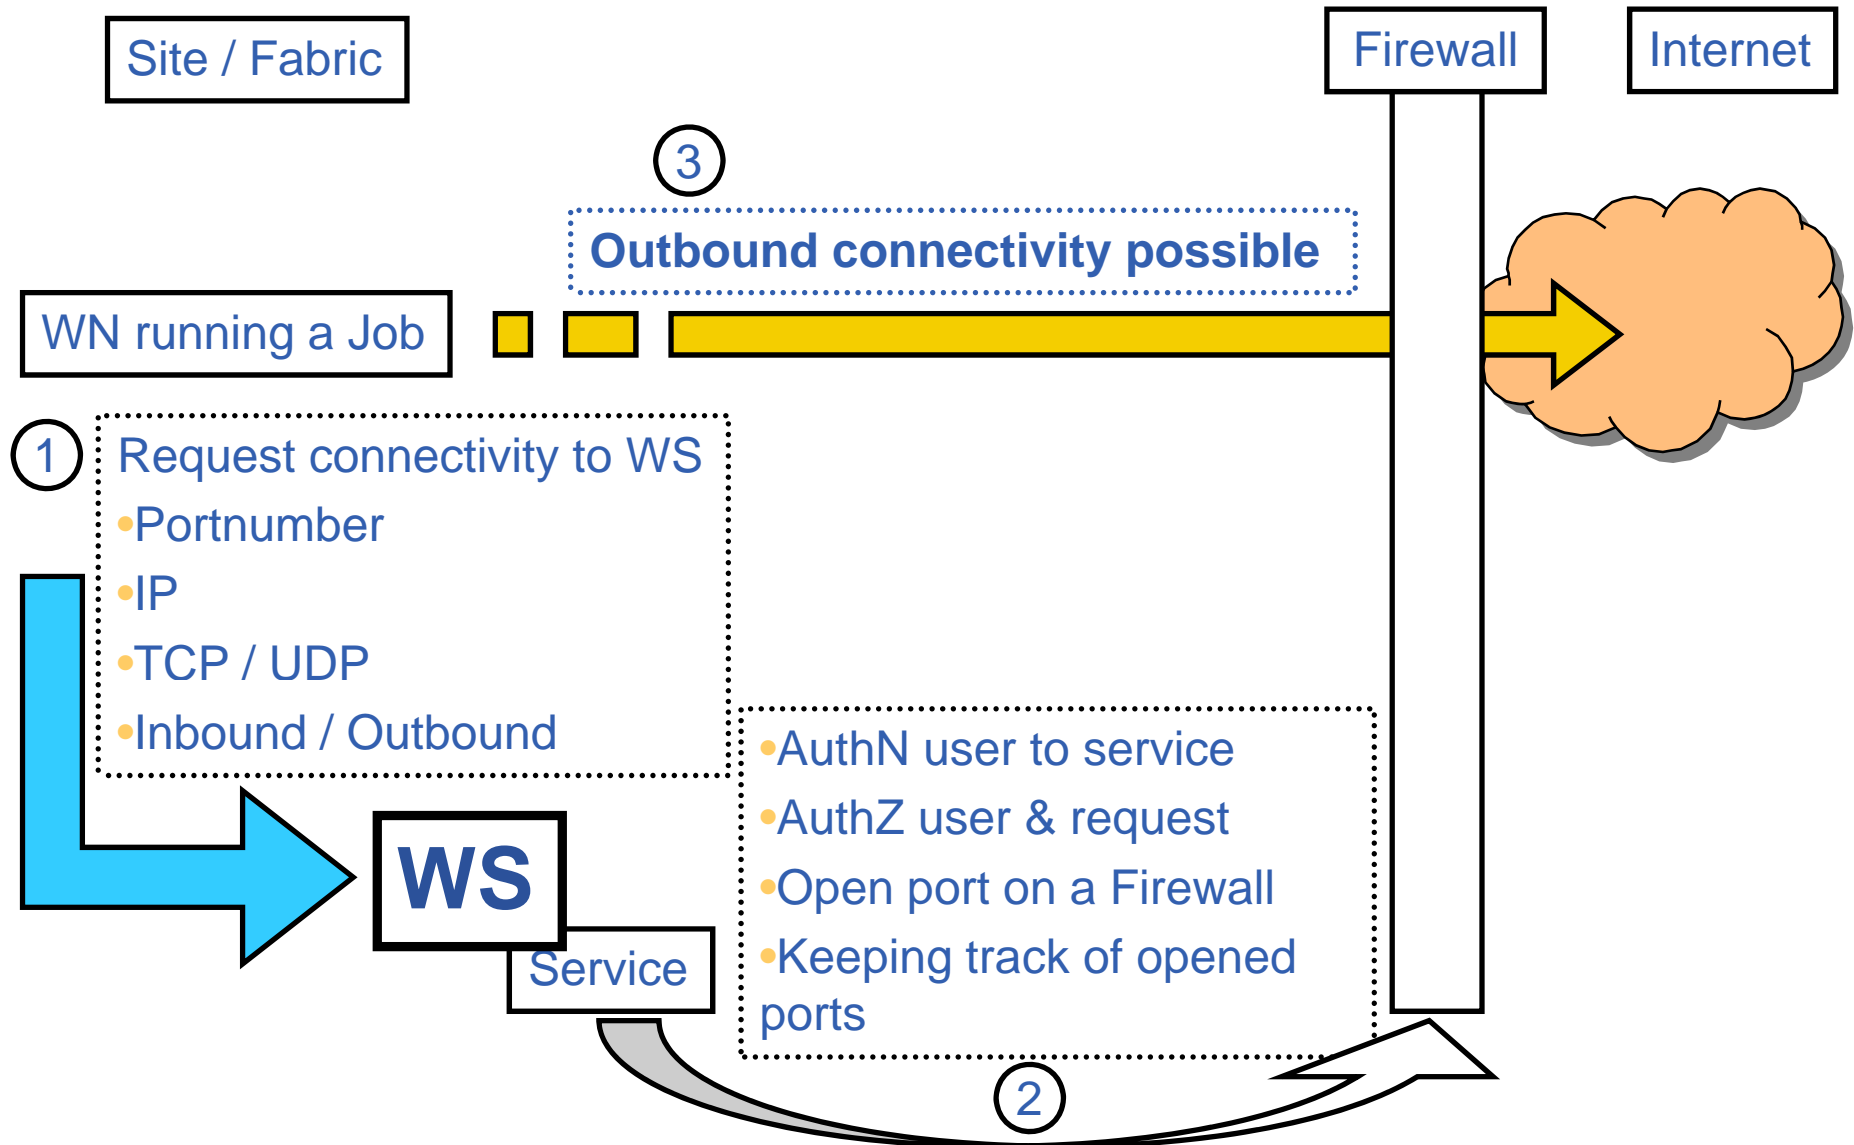 Site / Fabric
Firewall
Internet
3
Outbound connectivity possible
WN running a Job
1
Request connectivity to WS
•Portnumber
•IP
•TCP / UDP
•Inbound / Outbound
•AuthN user to service
•AuthZ user & request
•Open port on a Firewall
•Keeping track of opened
ports
WS
Service
2